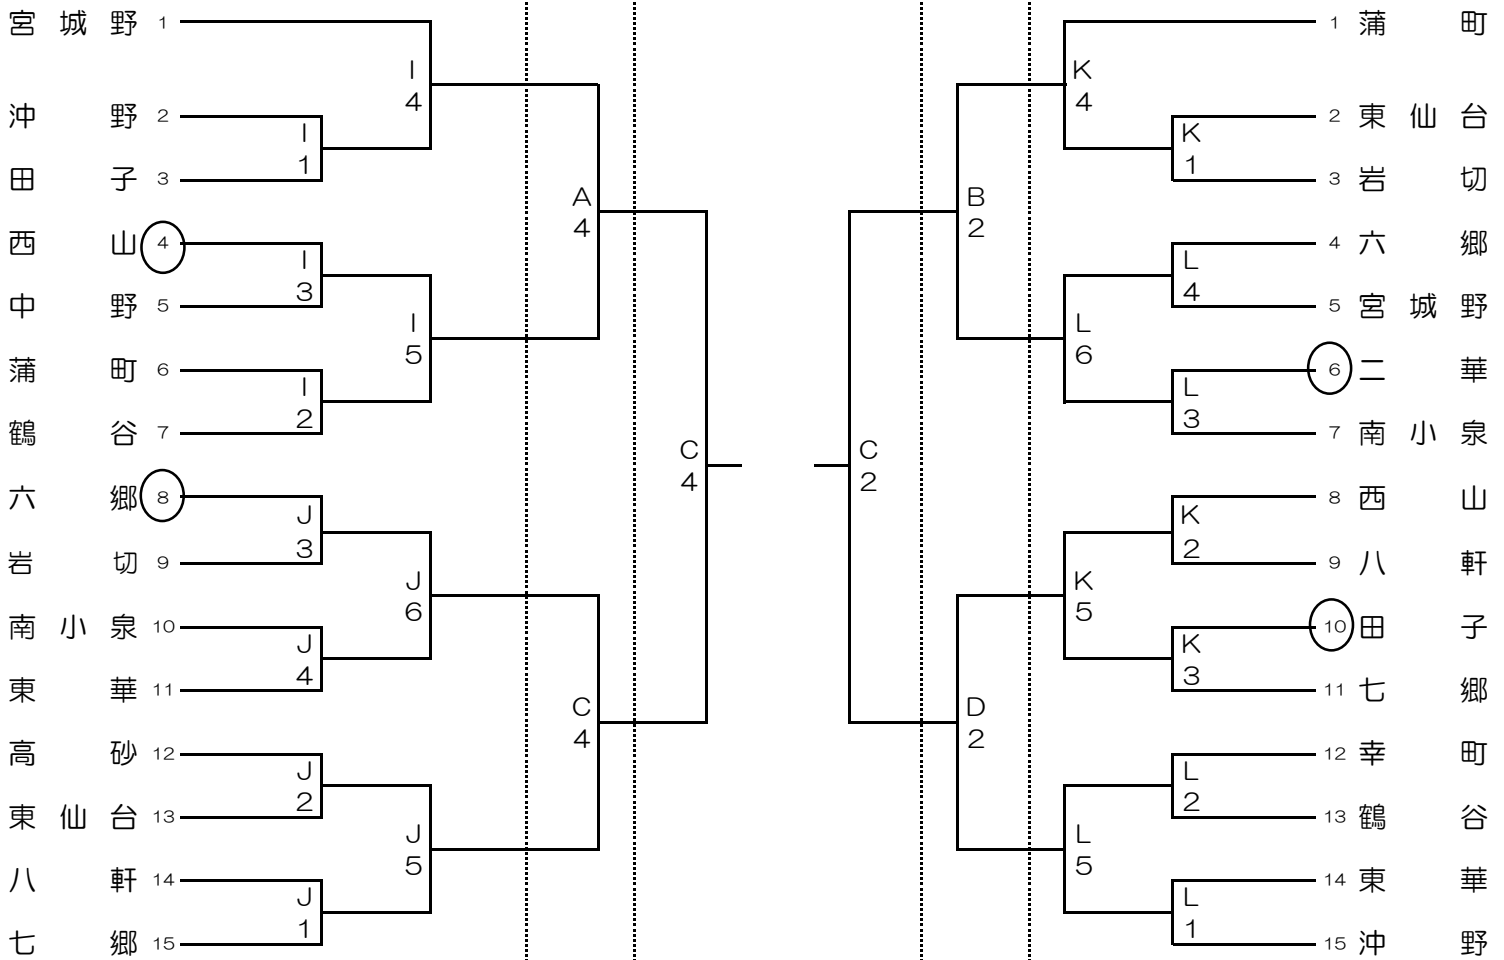 宮城野 1
沖野 2
田子 3
西山 4
中野 5
蒲町 6
鶴谷 7
六郷 8
岩切 9
南小泉 10
東華 11
高砂 12
東仙台 13
八軒 14
七郷 15
I
4
I
1
I
3
I
5
I
2
J
3
J
6
J
4
J
2
J
5
J
1
A
4
C
4
C
4
C
2
B
2
D
2
K
4
K
1
L
4
L
6
L
3
K
2
K
5
K
3
L
2
L
5
L
1
1 蒲町
2 東仙台
3 岩切
4 六郷
5 宮城野
6 二華
7 南小泉
8 西山
9 八軒
10 田子
11 七郷
12 幸町
13 鶴谷
14 東華
15 沖野